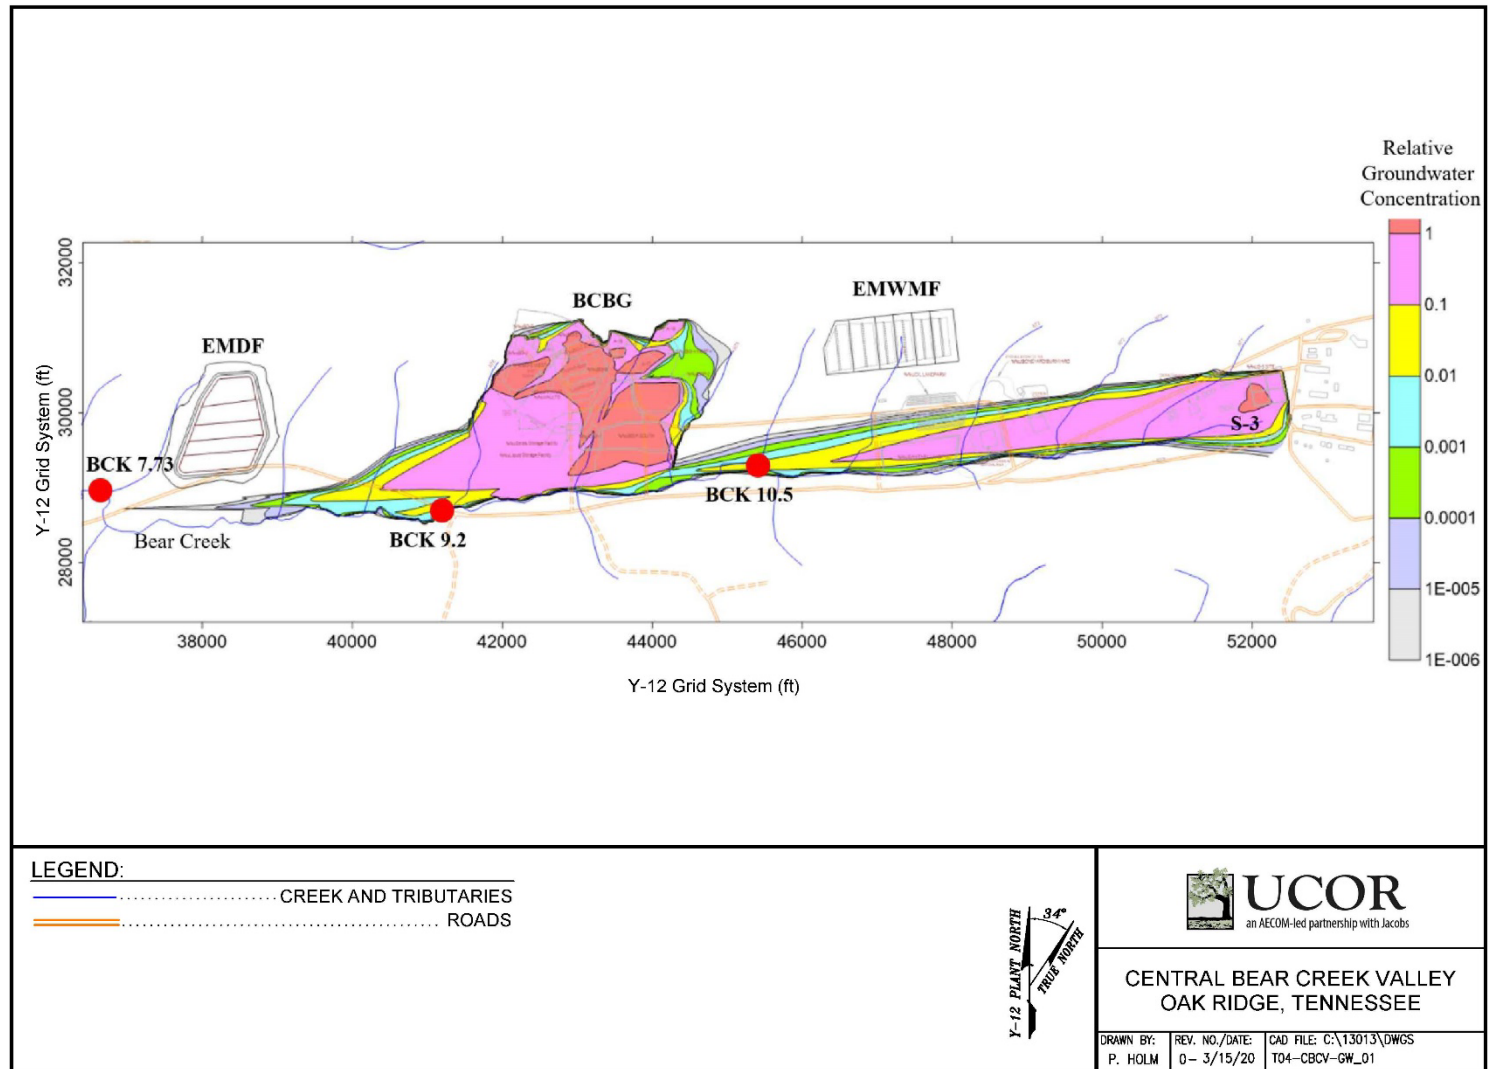 Relative
Groundwater
Concentration
1
0.1
0.01
0.001
0.0001
1E-005
1E-006
32000
30000
28000
Y-12 Grid System (ft)
BCBG
EMWMF
EMDF
S-3
BCK 7.73
BCK 10.5
BCK 9.2
Bear Creek
38000 40000 42000 44000 46000 48000 50000 52000
Y-12 Grid System (ft)
LEGEND:
CREEK AND TRIBUTARIES
ROADS
Y-12 PLANT NORTH
34°
TRUE NORTH
UCOR
an AECOM-led partnership with Jacobs
CENTRAL BEAR CREEK VALLEY
OAK RIDGE, TENNESSEE
DRAWN BY: REV. NO./DATE: CAD FILE: C:\13013\DWGS
P. HOLM 0- 3/15/20 T04-CBCV-GW_01